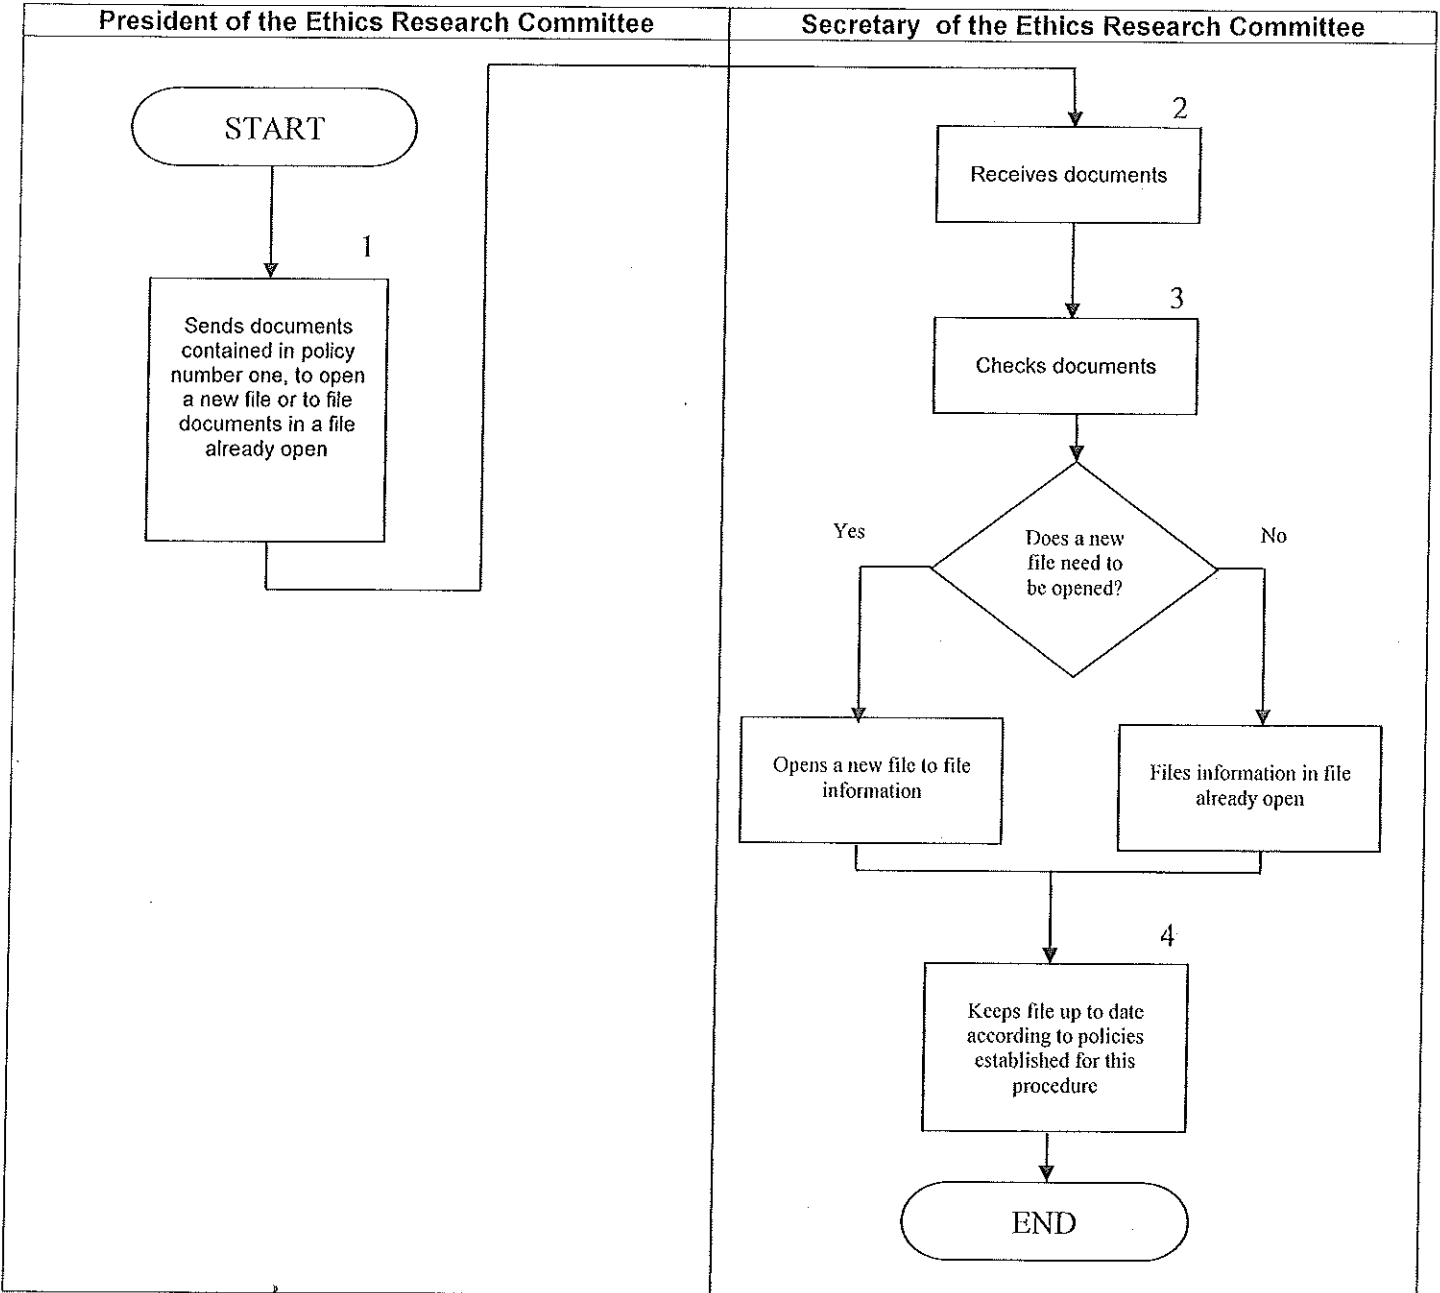 President of the Ethics Research Committee
Secretary of the Ethics Research Committee
START
1
Sends documents
contained in policy
number one, to open
a new file or to file
documents in a file
already open
2
Receives documents
3
Checks documents
Does a new
file need to
be opened?
Yes
No
Opens a new file to file
information
Files information in file
already open
4
Keeps file up to date
according to policies
established for this
procedure
END